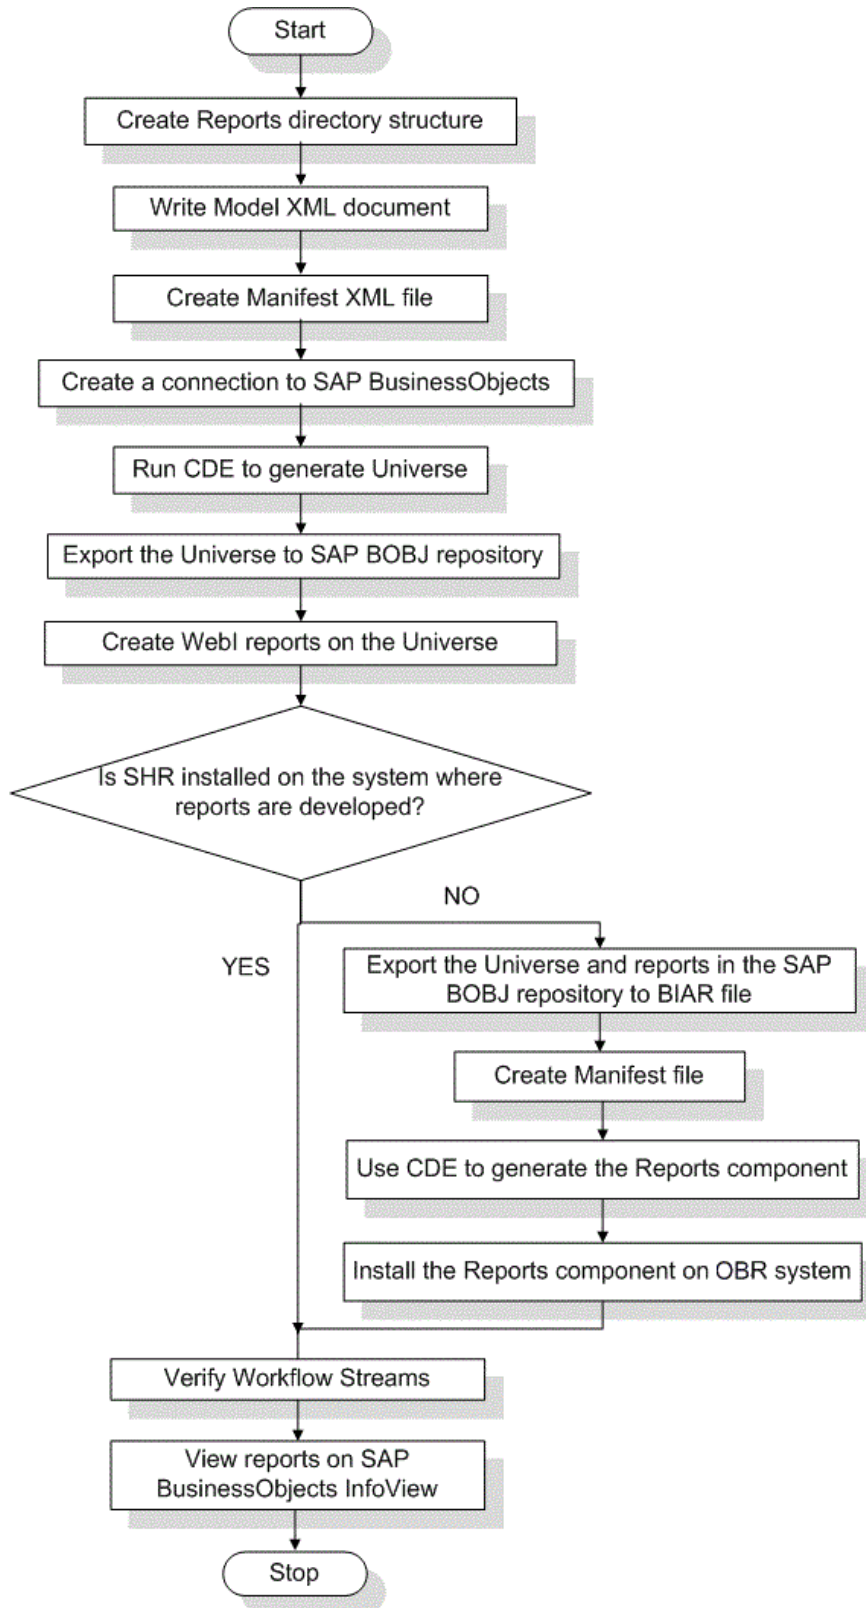 Start
Create Reports directory structure
Write Model XML document
Create Manifest XML file
Create a connection to SAP BusinessObjects
Run CDE to generate Universe
Export the Universe to SAP BOBJ repository
Create WebI reports on the Universe
Is SHR installed on the system where
reports are developed?
NO
YES
Export the Universe and reports in the SAP
BOBJ repository to BIAR file
Create Manifest file
Use CDE to generate the Reports component
Install the Reports component on OBR system
Verify Workflow Streams
View reports on SAP
BusinessObjects InfoView
Stop